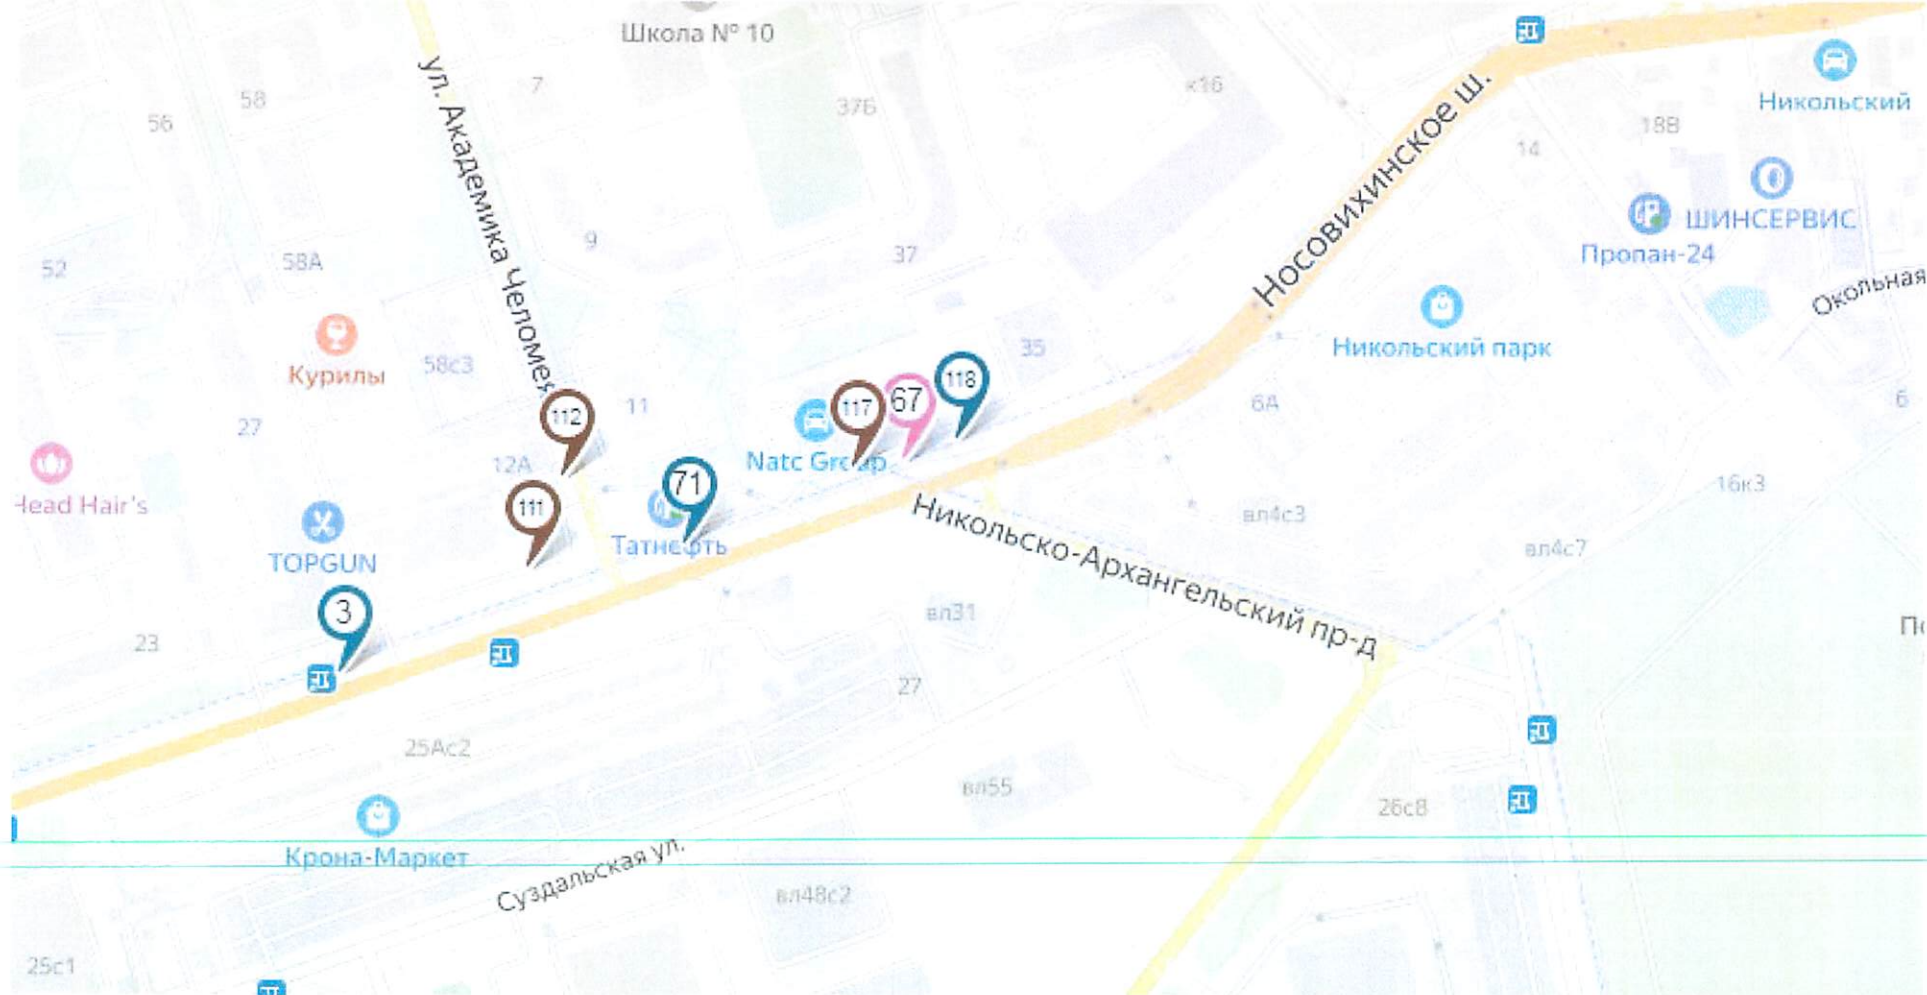 Школа № 10
Никольский
7
58
37Б
к16
56
18В
14
ул. Академика Челомея
Носовихинское ш.
ШИНСЕРВИС
9
Пропан-24
37
58А
52
Окольная
35
Никольский парк
58с3
Курилы
118
67
117
112
11
6А
6
27
Natc Group
12А
71
16к3
Head Hair's
111
вл4с3
Никольско-Архангельский пр-д
Татнефть
вл4с7
TOPGUN
3
вл31
23
27
25Ас2
вл55
26с8
Крона-Маркет
Суздальская ул.
вл48с2
25с1